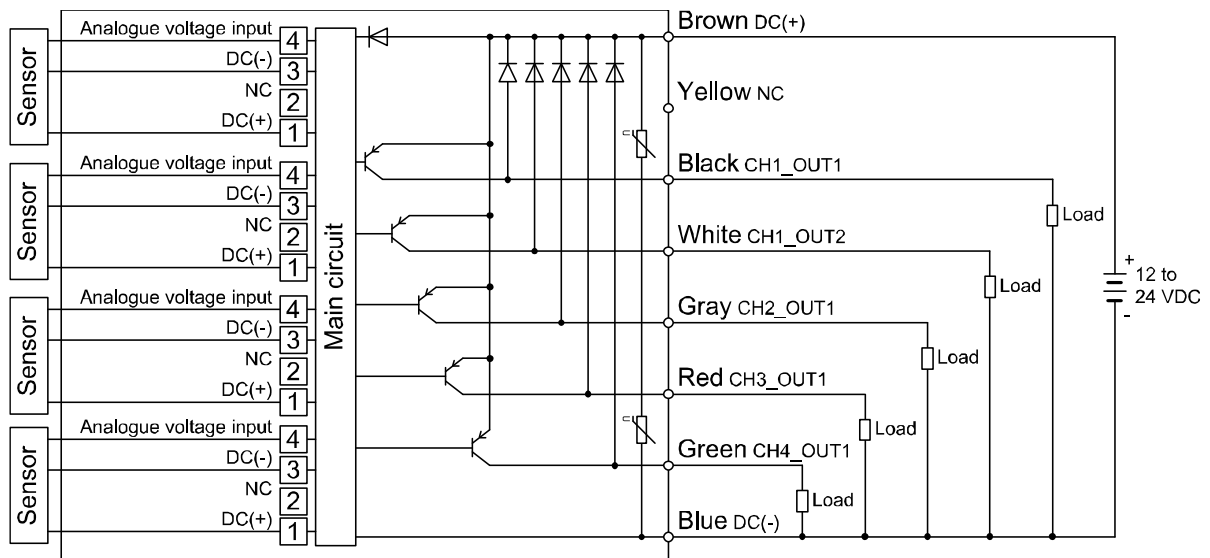 Sensor
Analogue voltage input 4
DC(-) 3
NC 2
DC(+) 1
Sensor
Analogue voltage input 4
DC(-) 3
NC 2
DC(+) 1
Sensor
Analogue voltage input 4
DC(-) 3
NC 2
DC(+) 1
Sensor
Analogue voltage input 4
DC(-) 3
NC 2
DC(+) 1
Main circuit
Brown DC(+)
Yellow NC
Black CH1_OUT1
White CH1_OUT2
Gray CH2_OUT1
Red CH3_OUT1
Green CH4_OUT1
Blue DC(-)
Load
Load
Load
Load
Load
+
12 to
24 VDC
-